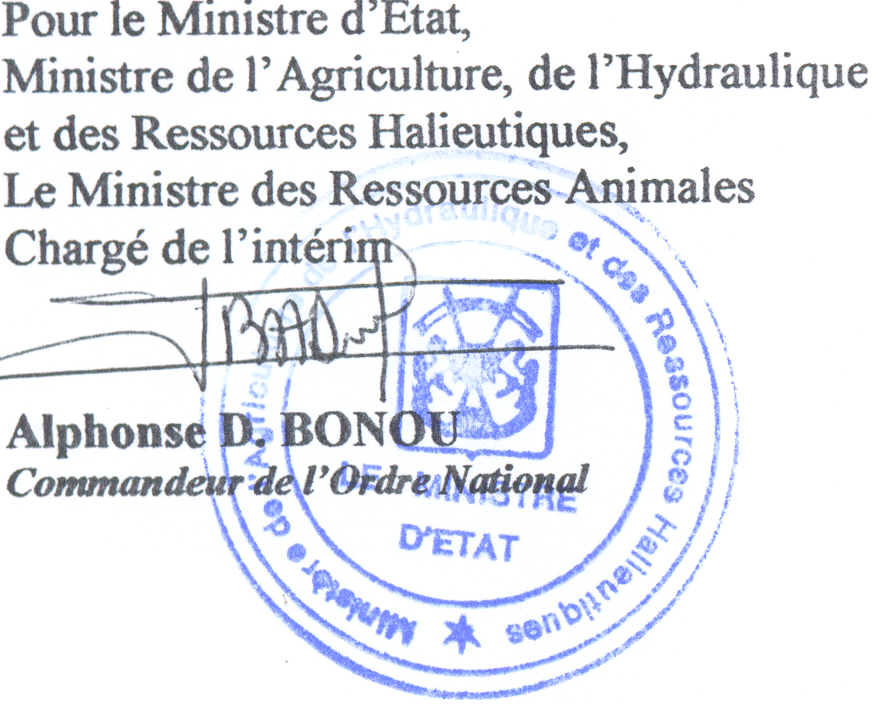 Pour le Ministre d'Etat,
Ministre de l'Agriculture, de l'Hydraulique
et des Ressources Halieutiques,
Le Ministre des Ressources Animales
Chargé de l'intérim
Alphonse D. BONOU
Commandeur de l'Ordre National
Ministère de l'Agriculture, de l'Hydraulique et des Ressources Halieutiques
LE MINISTRE
D'ETAT